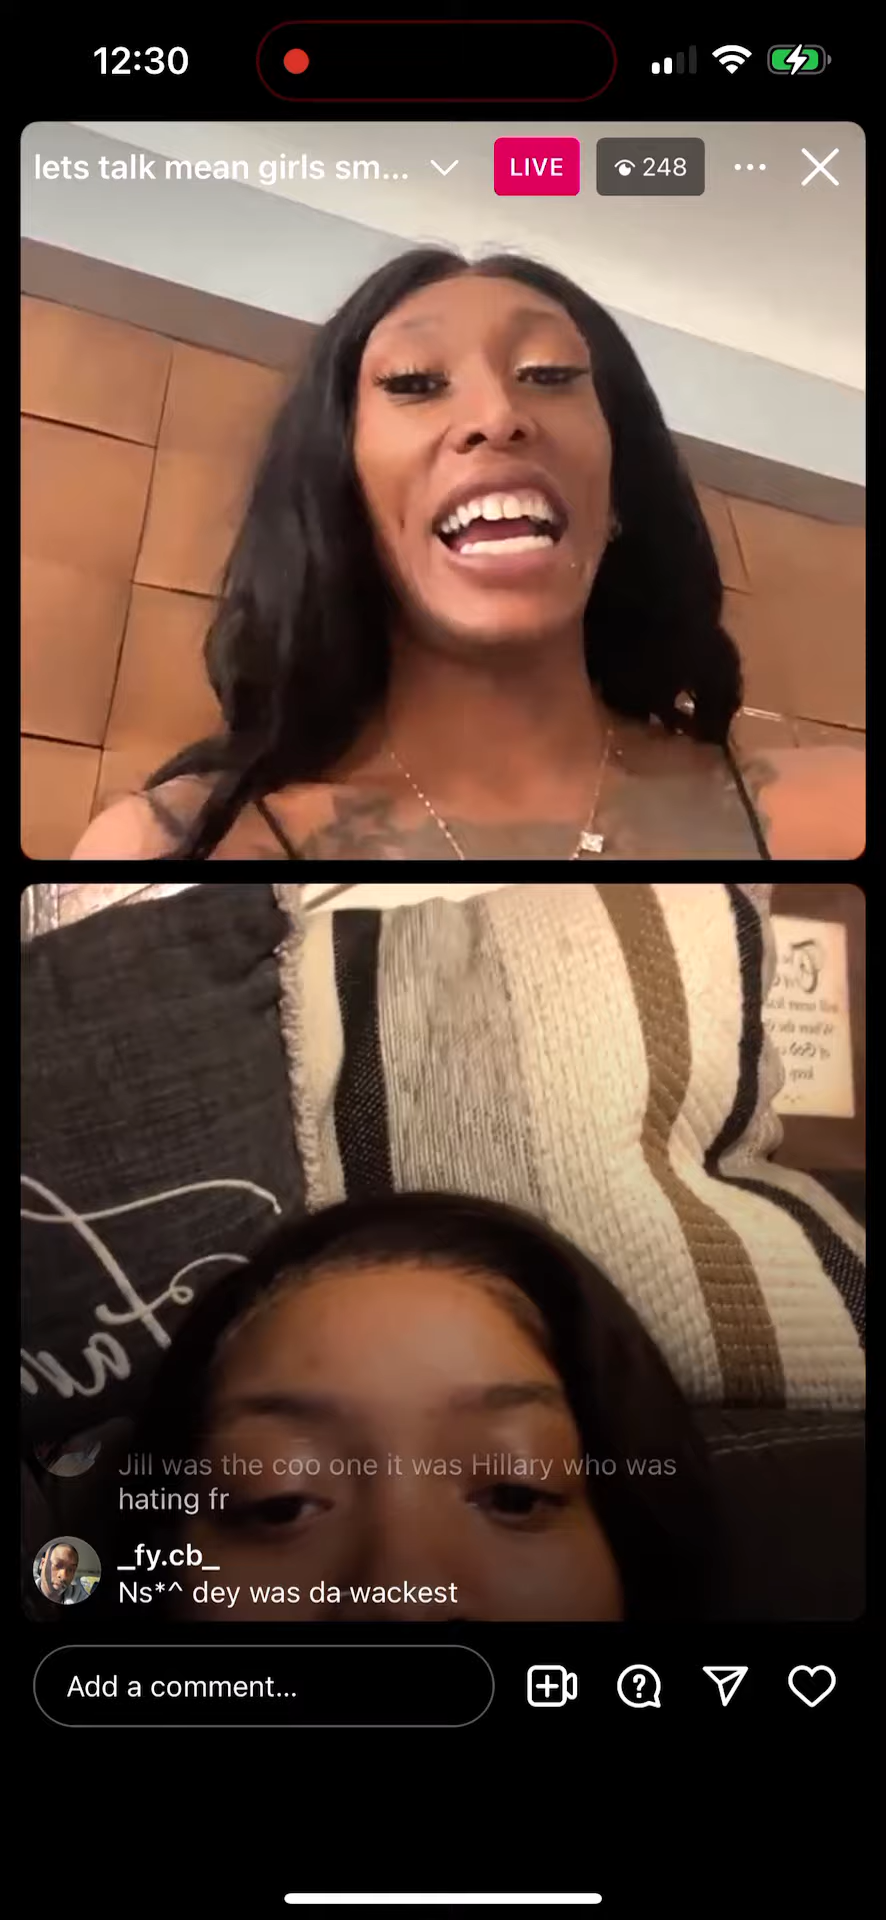 12:30
lets talk mean girls sm...
LIVE
248
Jill was the coo one it was Hillary who was
hating fr
_fy.cb_
Ns*^ dey was da wackest
Add a comment...